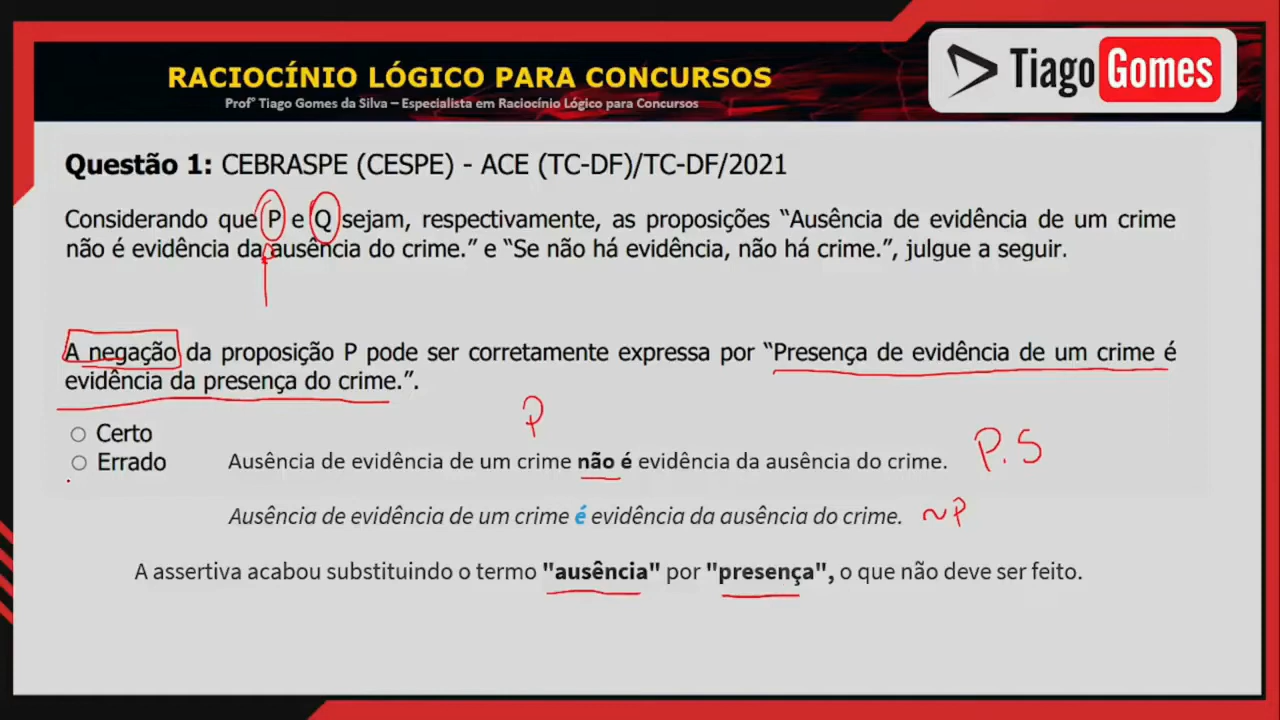 RACIOCÍNIO LÓGICO PARA CONCURSOS
Profº Tiago Gomes da Silva – Especialista em Raciocínio Lógico para Concursos
Tiago Gomes
Questão 1: CEBRASPE (CESPE) - ACE (TC-DF)/TC-DF/2021
Considerando que P e Q sejam, respectivamente, as proposições “Ausência de evidência de um crime
não é evidência da ausência do crime.” e “Se não há evidência, não há crime.”, julgue a seguir.
A negação da proposição P pode ser corretamente expressa por “Presença de evidência de um crime é
evidência da presença do crime.”.
Certo
P
Errado
Ausência de evidência de um crime não é evidência da ausência do crime.
P. S
Ausência de evidência de um crime é evidência da ausência do crime.
~P
A assertiva acabou substituindo o termo "ausência" por "presença", o que não deve ser feito.